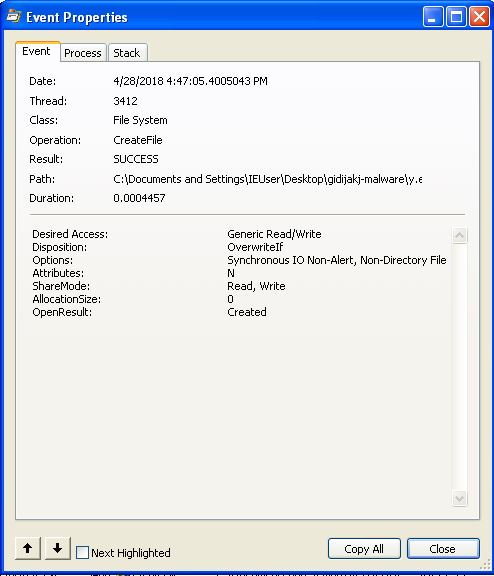 Event Properties
Event Process Stack
Date: 4/28/2018 4:47:05.4005043 PM
Thread: 3412
Class: File System
Operation: CreateFile
Result: SUCCESS
Path: C:\Documents and Settings\IEUser\Desktop\gidijakj-malware\y.e
Duration: 0.0004457
Desired Access: Generic Read/Write
Disposition: OverwriteIf
Options: Synchronous IO Non-Alert, Non-Directory File
Attributes: N
ShareMode: Read, Write
AllocationSize: 0
OpenResult: Created
Next Highlighted Copy All Close